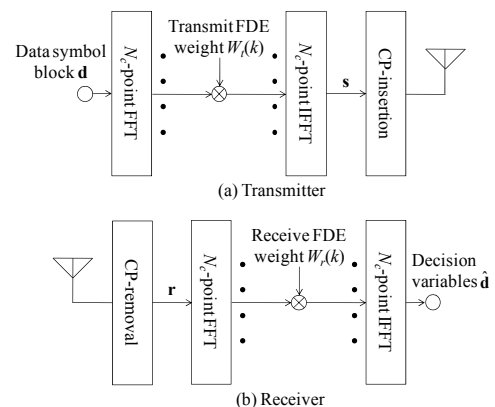 Data symbol
block d
N_c-point FFT
Transmit FDE
weight W_t(k)
N_c-point IFFT
s
CP-insertion
(a) Transmitter
CP-removal
r
N_c-point FFT
Receive FDE
weight W_r(k)
N_c-point IFFT
Decision
variables d̂
(b) Receiver